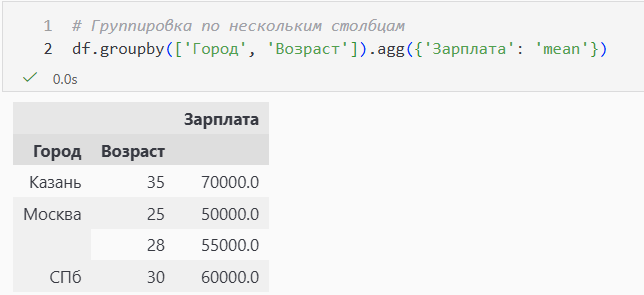 1 # Группировка по нескольким столбцам
2 df.groupby(['Город', 'Возраст']).agg({'Зарплата': 'mean'})
0.0s
Зарплата
Город Возраст
Казань 35 70000.0
Москва 25 50000.0
28 55000.0
СПб 30 60000.0